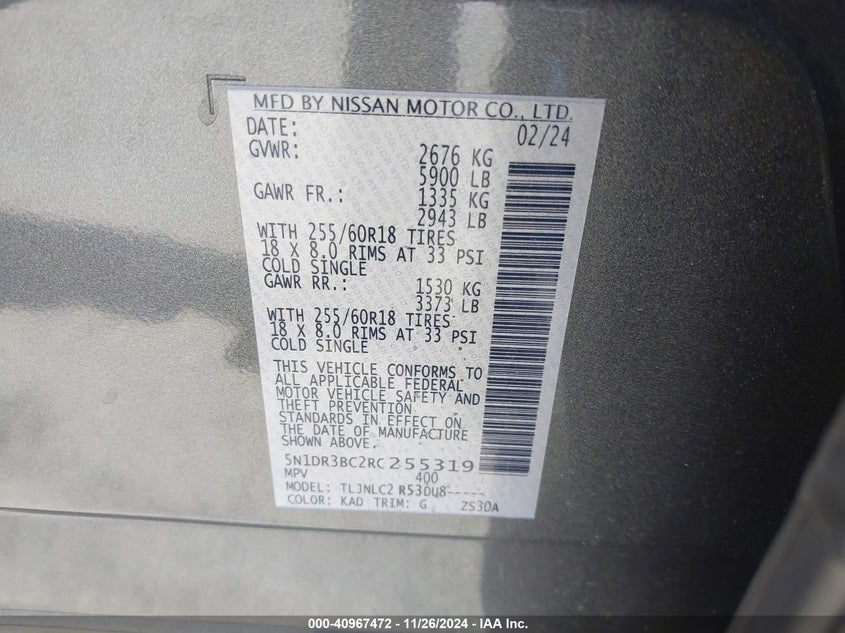 MFD BY NISSAN MOTOR CO., LTD.
DATE: 02/24
GVWR: 2676 KG
5900 LB
GAWR FR.: 1335 KG
2943 LB
WITH 255/60R18 TIRES
18 X 8.0 RIMS AT 33 PSI
COLD SINGLE
GAWR RR.: 1530 KG
3373 LB
WITH 255/60R18 TIRES
18 X 8.0 RIMS AT 33 PSI
COLD SINGLE
THIS VEHICLE CONFORMS TO
ALL APPLICABLE FEDERAL
MOTOR VEHICLE SAFETY AND
THEFT PREVENTION
STANDARDS IN EFFECT ON
THE DATE OF MANUFACTURE
SHOWN ABOVE.
5N1DR3BC2RC255319
MPV 400
MODEL: TLJNLC2 R53DU8-----
COLOR: KAD TRIM: G ZS30A
000-40967472 — 11/26/2024 — IAA Inc.